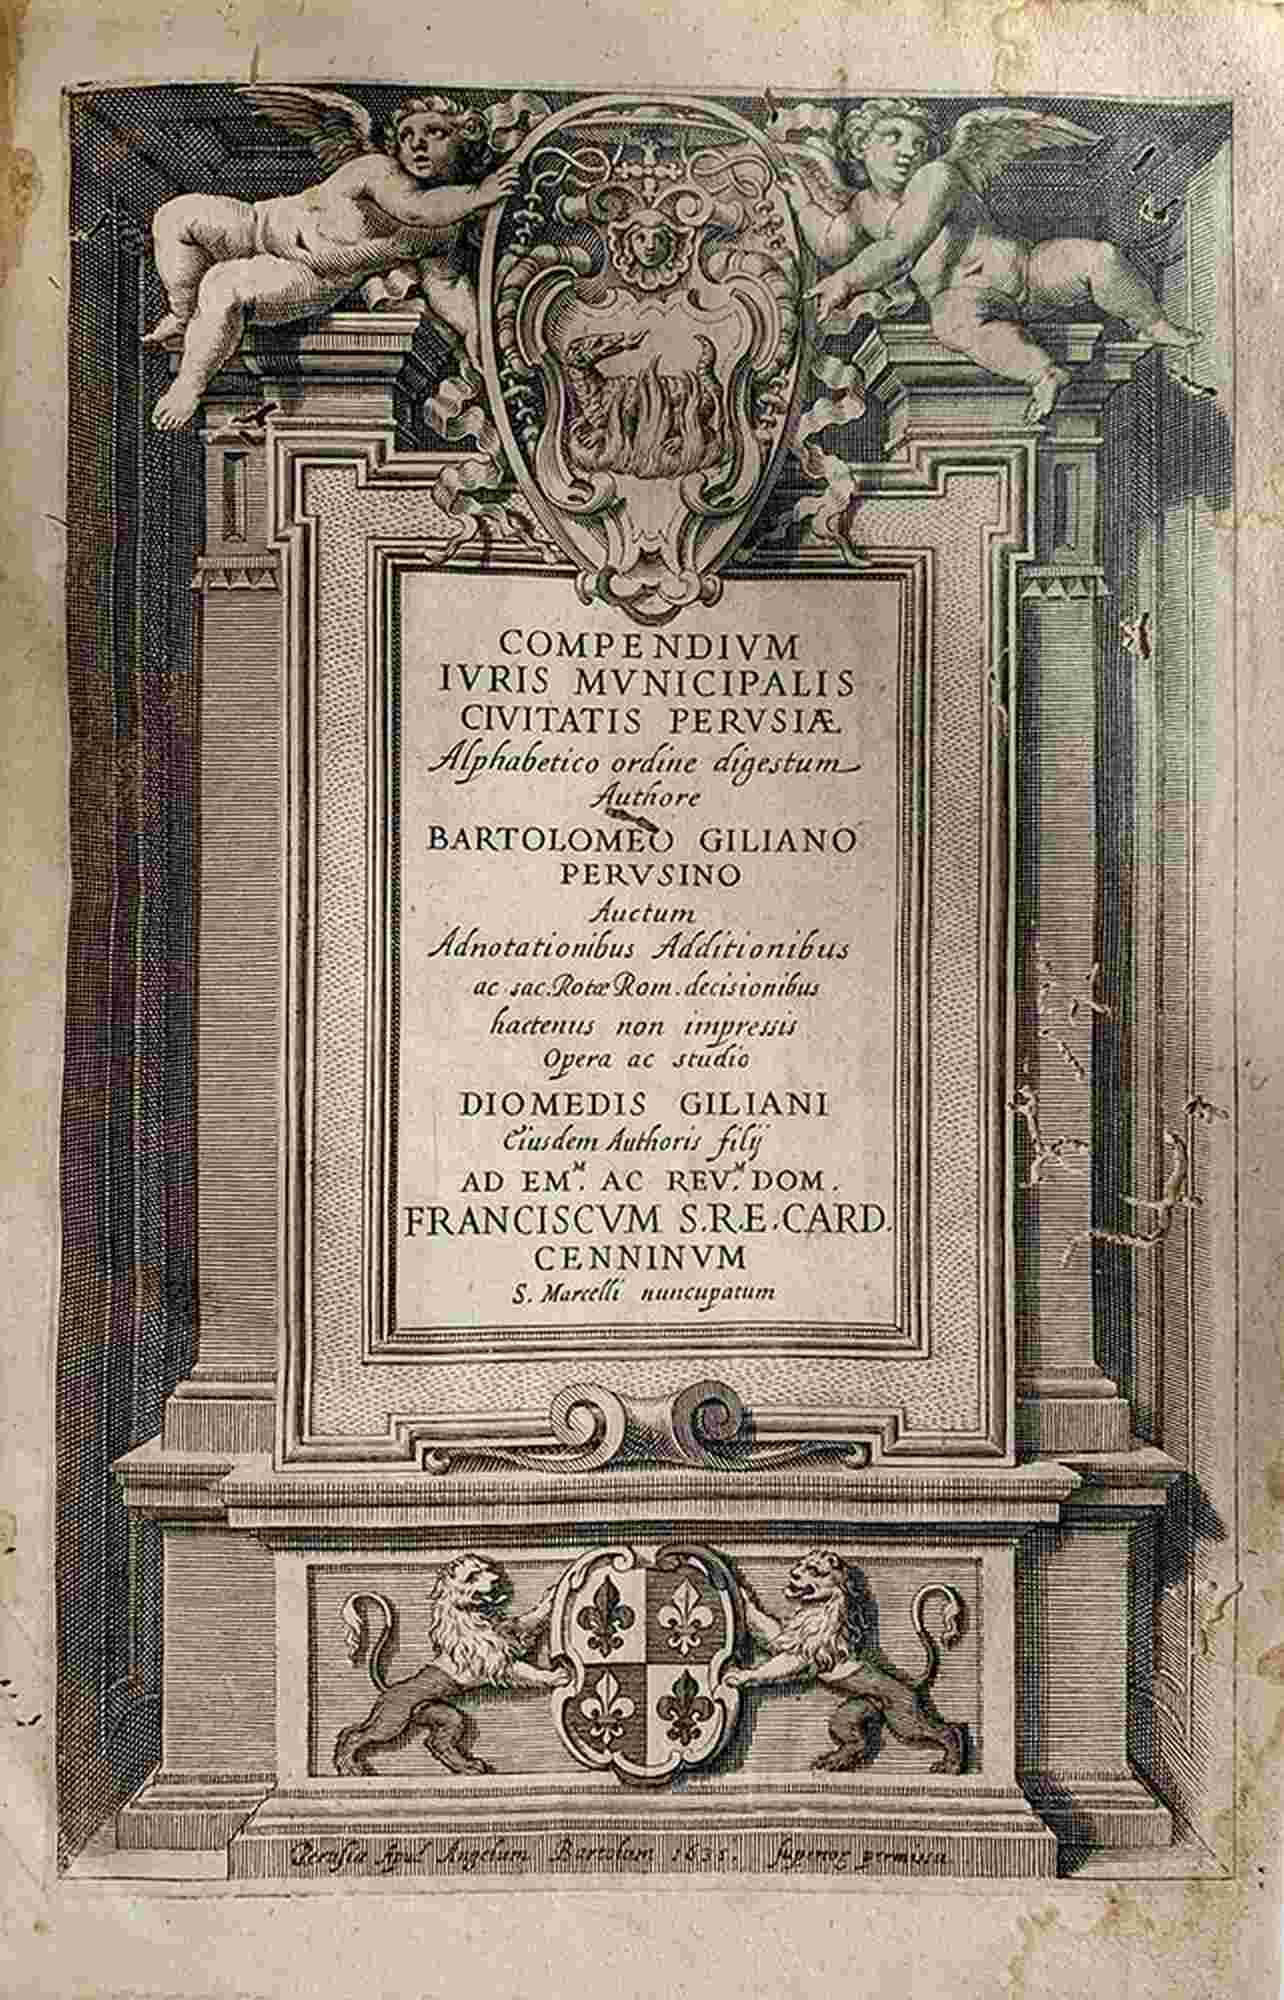 COMPENDIVM
IVRIS MVNICIPALIS
CIVITATIS PERVSIÆ
Alphabetico ordine digestum
Authore
BARTOLOMEO GILIANO
PERVSINO
Auctum
Adnotationibus Additionibus
ac sac. Rotæ Rom. decisionibus
hactenus non impressis
Opera ac studio
DIOMEDIS GILIANI
Eiusdem Authoris filij
AD EM.^M AC REV.^M DOM.
FRANCISCVM S.R.E. CARD.
CENNINVM
S. Marcelli nuncupatum
Perusiæ Apud Angelum Bartolum 1635. superior permissu